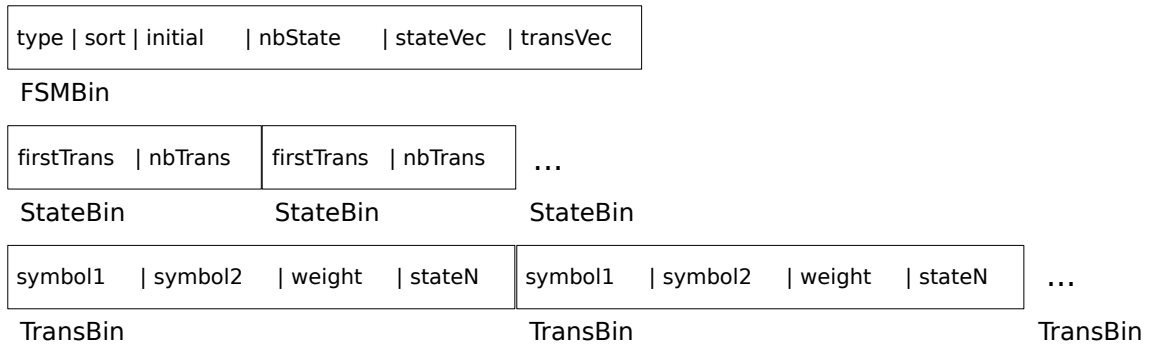 type | sort | initial | nbState | stateVec | transVec
FSMBin
firstTrans | nbTrans firstTrans | nbTrans ...
StateBin StateBin StateBin
symbol1 | symbol2 | weight | stateN symbol1 | symbol2 | weight | stateN ...
TransBin TransBin TransBin